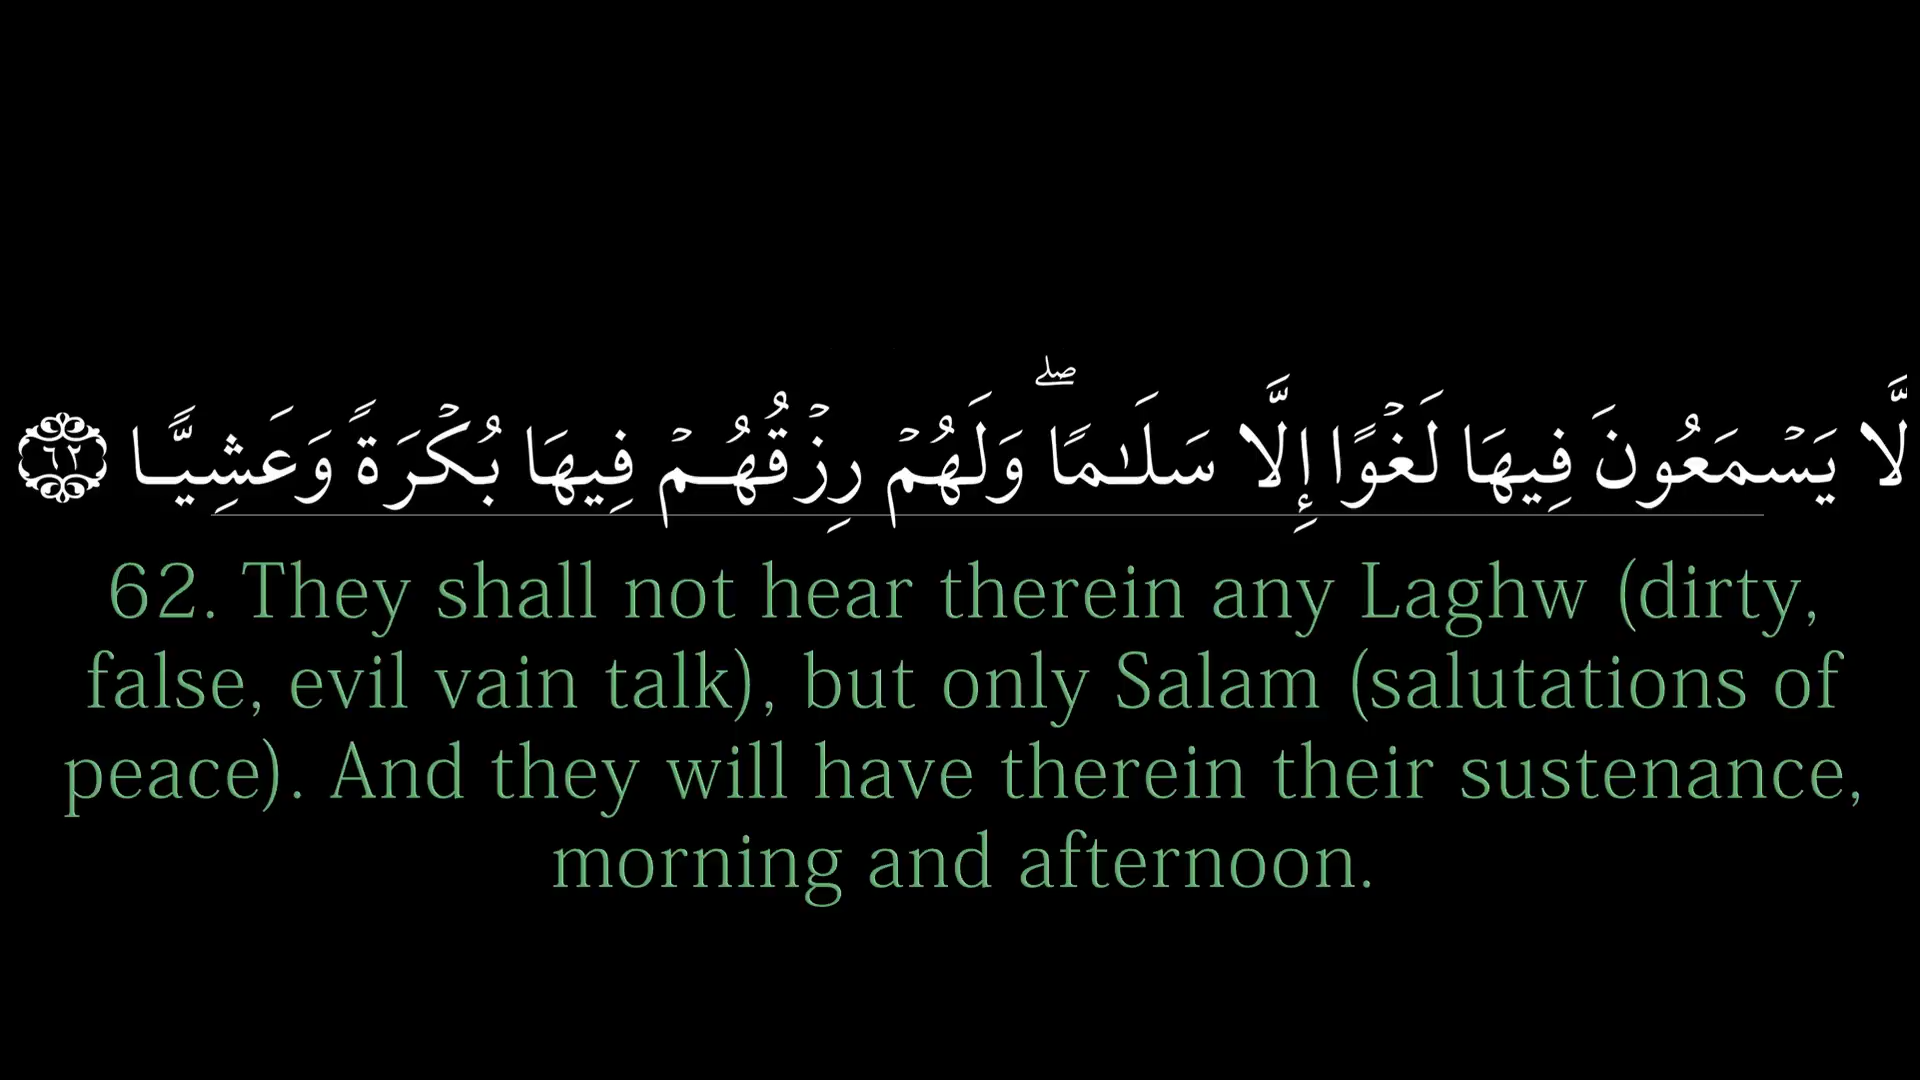 لَّا يَسْمَعُونَ فِيهَا لَغْوًا إِلَّا سَلَـٰمًا ۖ وَلَهُمْ رِزْقُهُمْ فِيهَا بُكْرَةً وَعَشِيًّا ﴿٦٢﴾
62. They shall not hear therein any Laghw (dirty,
false, evil vain talk), but only Salam (salutations of
peace). And they will have therein their sustenance,
morning and afternoon.